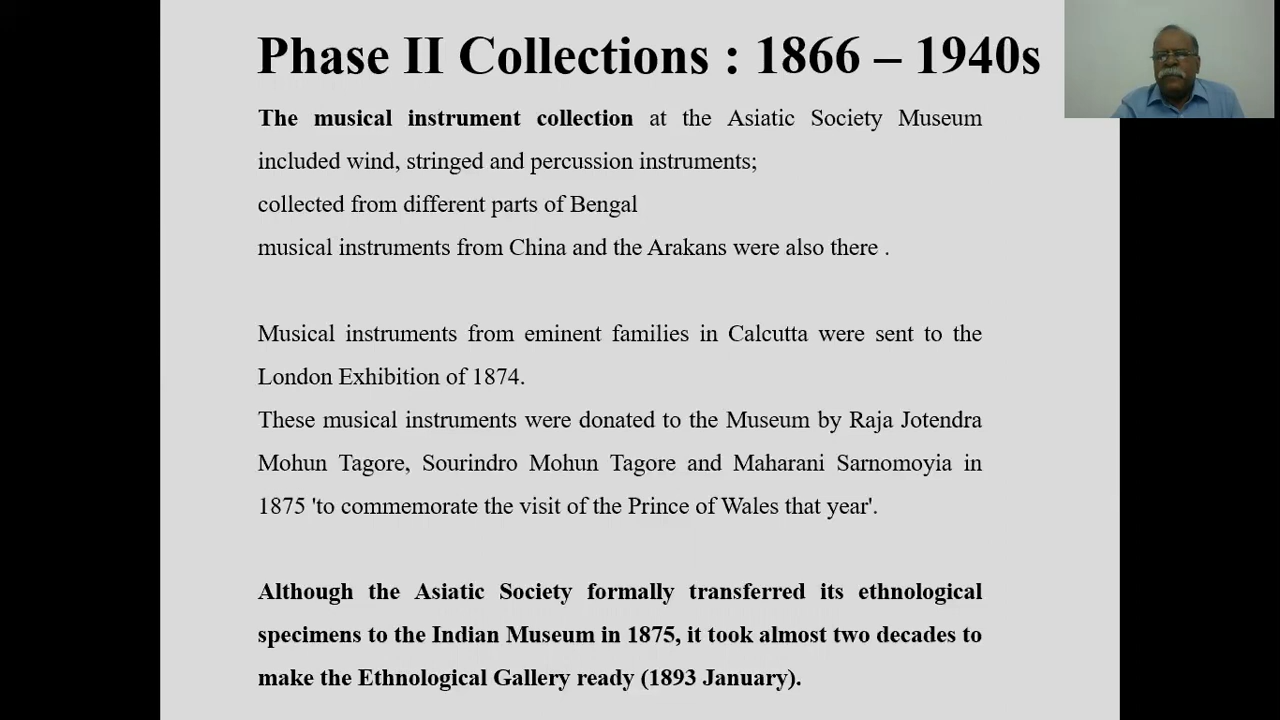 Phase II Collections : 1866 – 1940s
The musical instrument collection at the Asiatic Society Museum
included wind, stringed and percussion instruments;
collected from different parts of Bengal
musical instruments from China and the Arakans were also there .
Musical instruments from eminent families in Calcutta were sent to the
London Exhibition of 1874.
These musical instruments were donated to the Museum by Raja Jotendra
Mohun Tagore, Sourindro Mohun Tagore and Maharani Sarnomoyia in
1875 'to commemorate the visit of the Prince of Wales that year'.
Although the Asiatic Society formally transferred its ethnological
specimens to the Indian Museum in 1875, it took almost two decades to
make the Ethnological Gallery ready (1893 January).